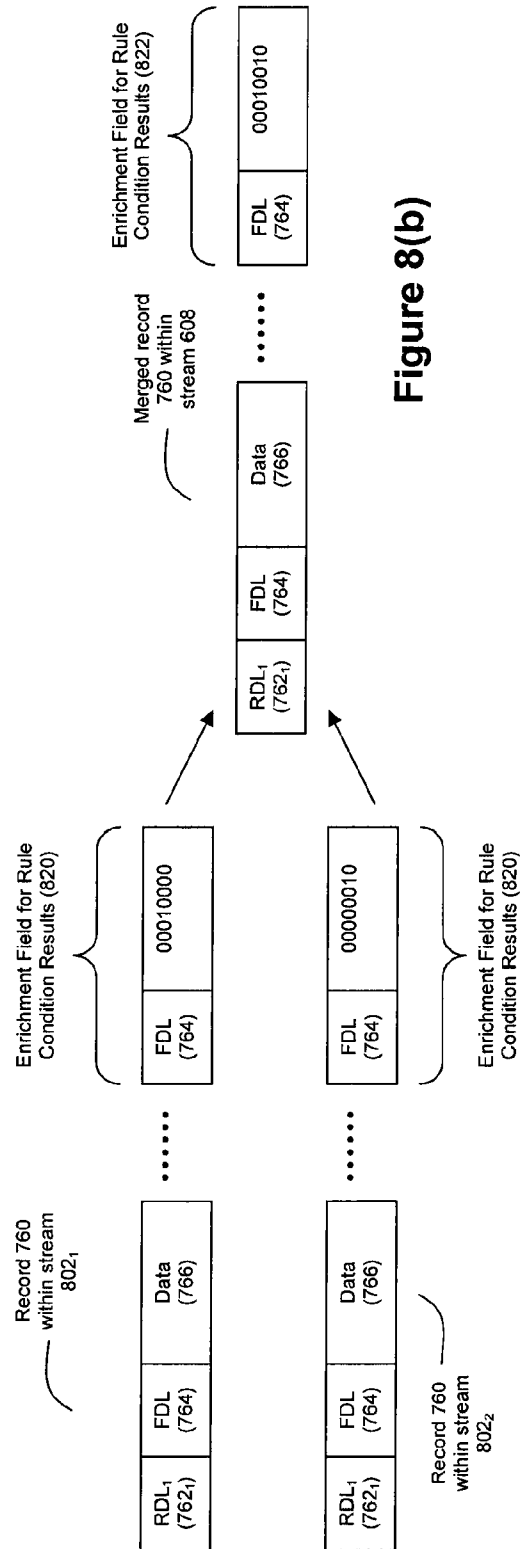 Record 760
within stream
802₁
Enrichment Field for Rule
Condition Results (820)
RDL₁
(762₁)
FDL
(764)
Data
(766)
......
FDL
(764)
00010000
RDL₁
(762₁)
FDL
(764)
Data
(766)
......
FDL
(764)
00000010
Record 760
within stream
802₂
Enrichment Field for Rule
Condition Results (820)
Merged record
760 within
stream 608
Enrichment Field for Rule
Condition Results (822)
RDL₁
(762₁)
FDL
(764)
Data
(766)
......
FDL
(764)
00010010
Figure 8(b)